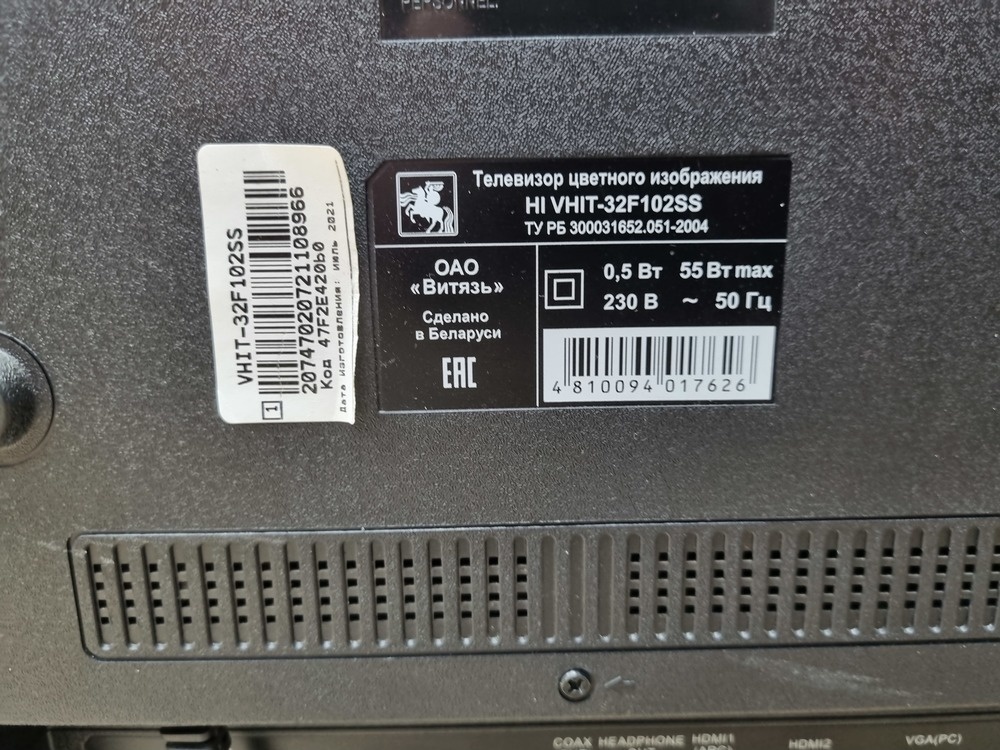 PERSONNEL.
VHIT-32F102SS
20747020721108966
Код 47F2E420b0
Дата изготовления: июль 2021
1
Телевизор цветного изображения
HI VHIT-32F102SS
ТУ РБ 300031652.051-2004
ОАО
«Витязь»
Сделано
в Беларуси
EAC
0,5 Вт 55 Вт max
230 В ~ 50 Гц
4 810094 017626
COAX HEADPHONE HDMI1 HDMI2 VGA(PC)
(ARC)